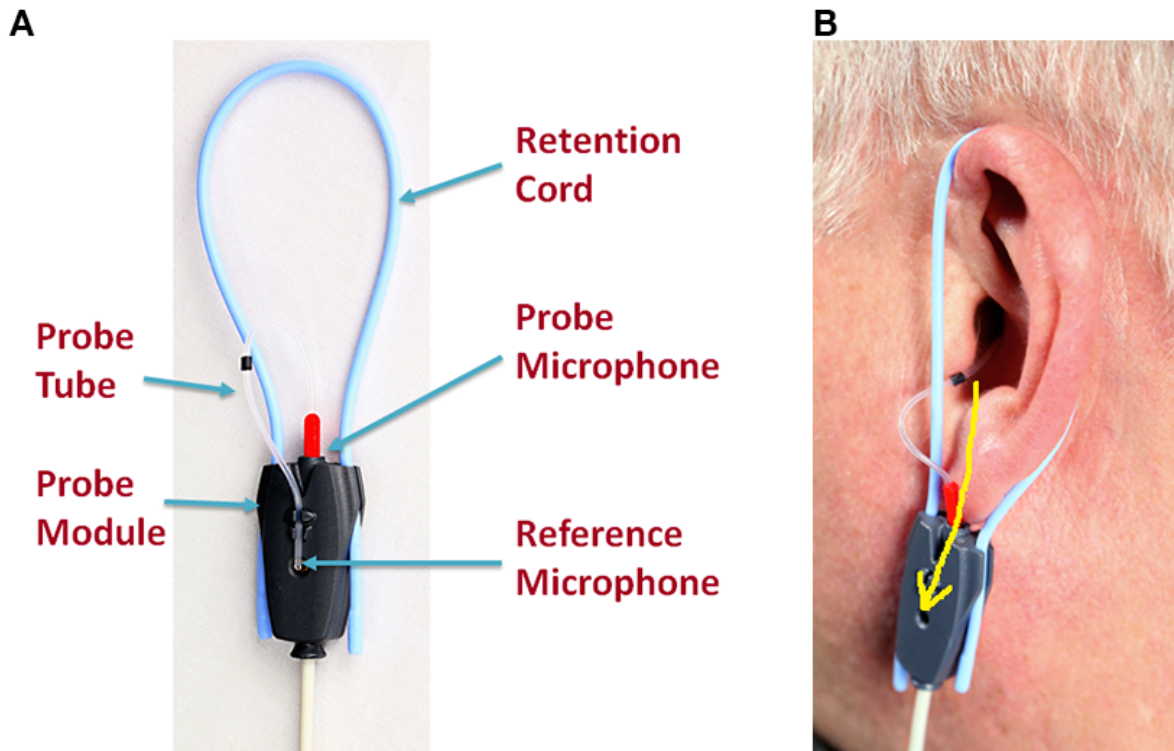 A
B
Retention
Cord
Probe
Microphone
Probe
Tube
Probe
Module
Reference
Microphone